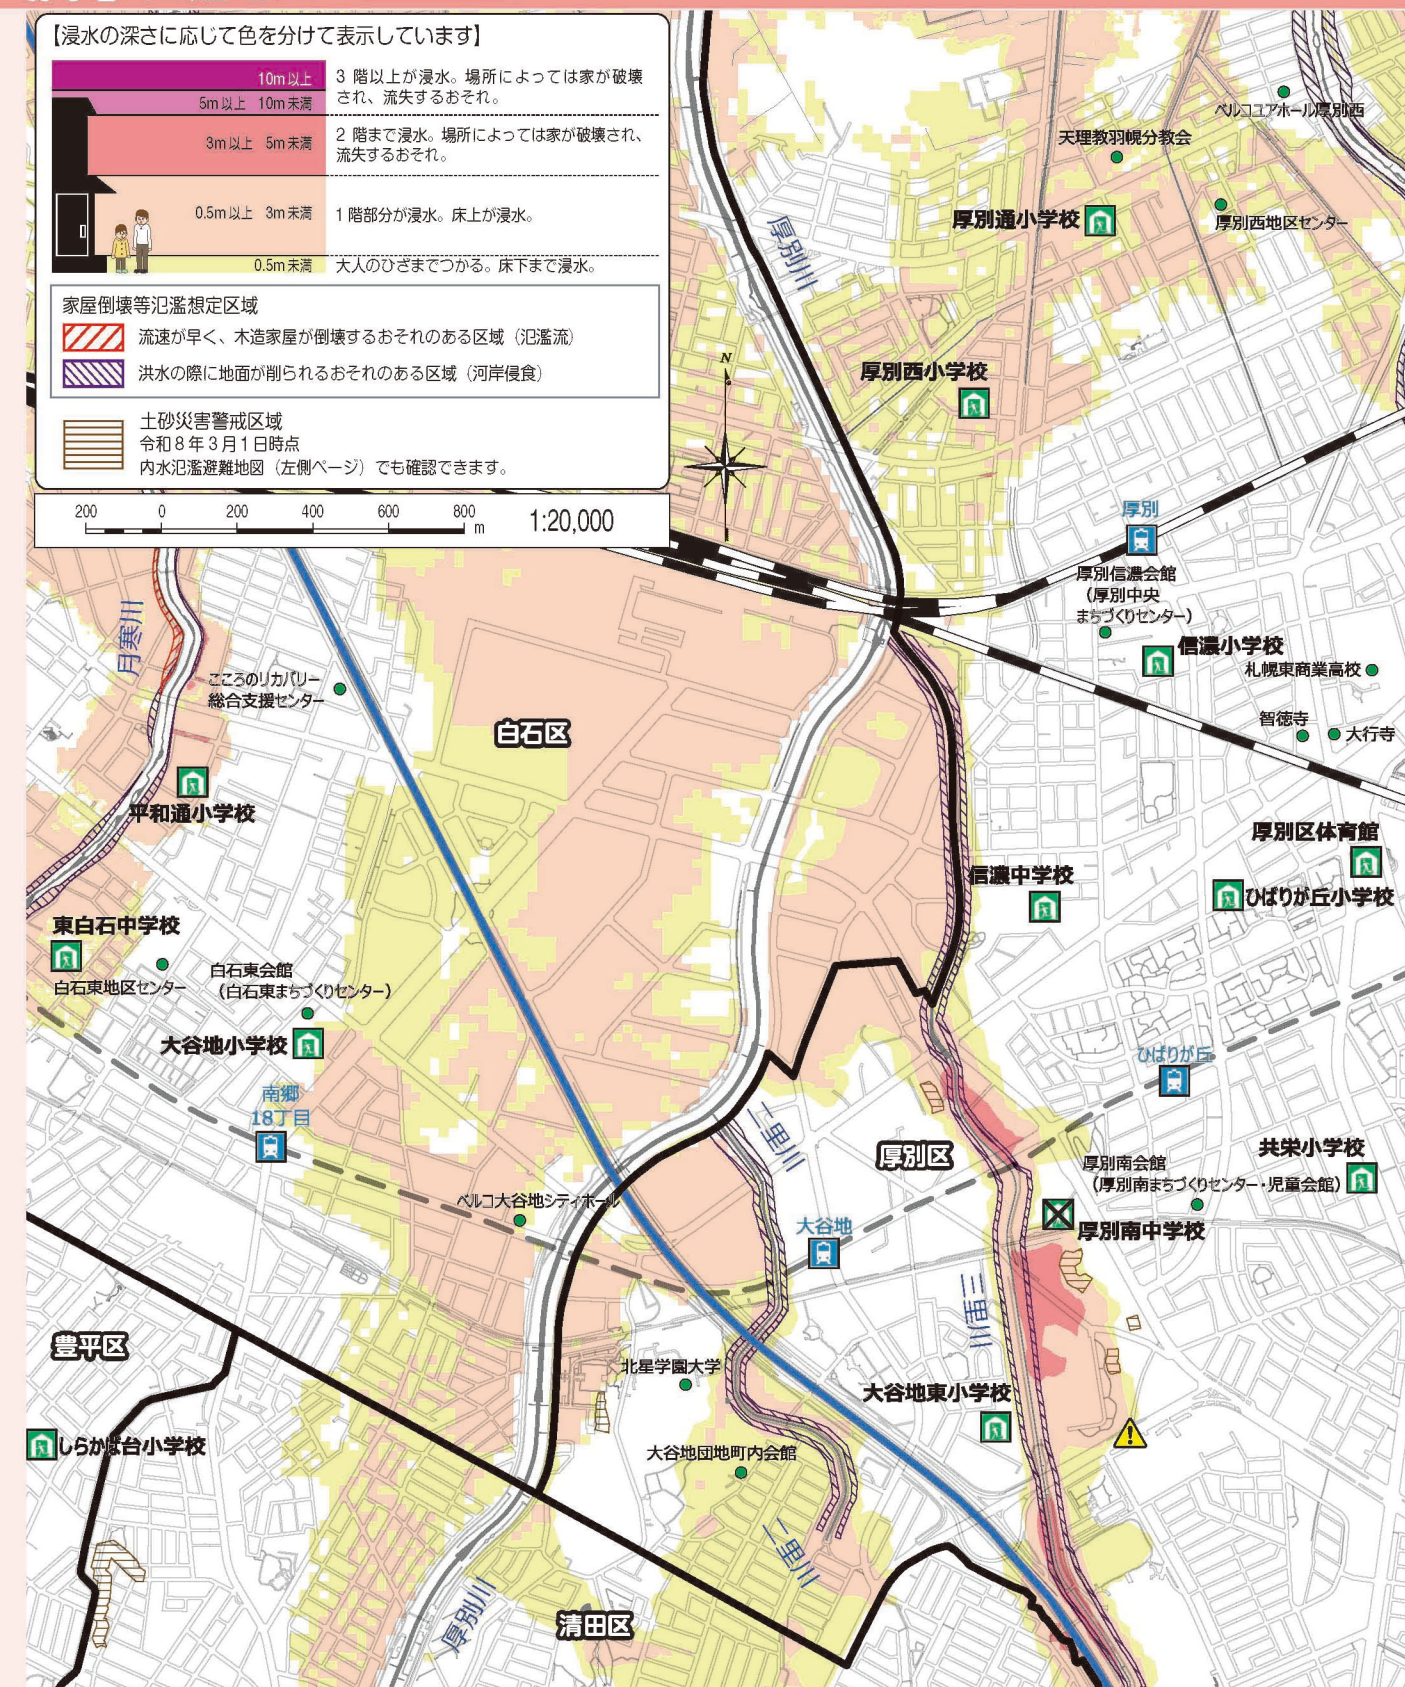 【浸水の深さに応じて色を分けて表示しています】
10m以上
5m以上 10m未満
3階以上が浸水。場所によっては家が破壊
され、流失するおそれ。
3m以上 5m未満
2階まで浸水。場所によっては家が破壊され、
流失するおそれ。
0.5m以上 3m未満
1階部分が浸水。床上が浸水。
0.5m未満
大人のひざまでつかる。床下まで浸水。
家屋倒壊等氾濫想定区域
流速が早く、木造家屋が倒壊するおそれのある区域（氾濫流）
洪水の際に地面が削られるおそれのある区域（河岸侵食）
土砂災害警戒区域
令和8年3月1日時点
内水氾濫避難地図（左側ページ）でも確認できます。
200 0 200 400 600 800 m
1:20,000
N
ベルコユアホール厚別西
天理教羽幌分教会
厚別通小学校
厚別西地区センター
厚別川
厚別西小学校
厚別
厚別信濃会館
（厚別中央
まちづくりセンター）
信濃小学校
札幌東商業高校
智徳寺
大行寺
月寒川
こころのリカバリー
総合支援センター
白石区
平和通小学校
厚別区体育館
信濃中学校
ひばりが丘小学校
東白石中学校
白石東地区センター
白石東会館
（白石東まちづくりセンター）
大谷地小学校
ひばりが丘
南郷
18丁目
二里川
厚別区
共栄小学校
厚別南会館
（厚別南まちづくりセンター・児童会館）
ベルコ大谷地シティホール
大谷地
厚別南中学校
三里川
豊平区
北星学園大学
大谷地東小学校
しらかば台小学校
大谷地団地町内会館
二里川
厚別川
清田区